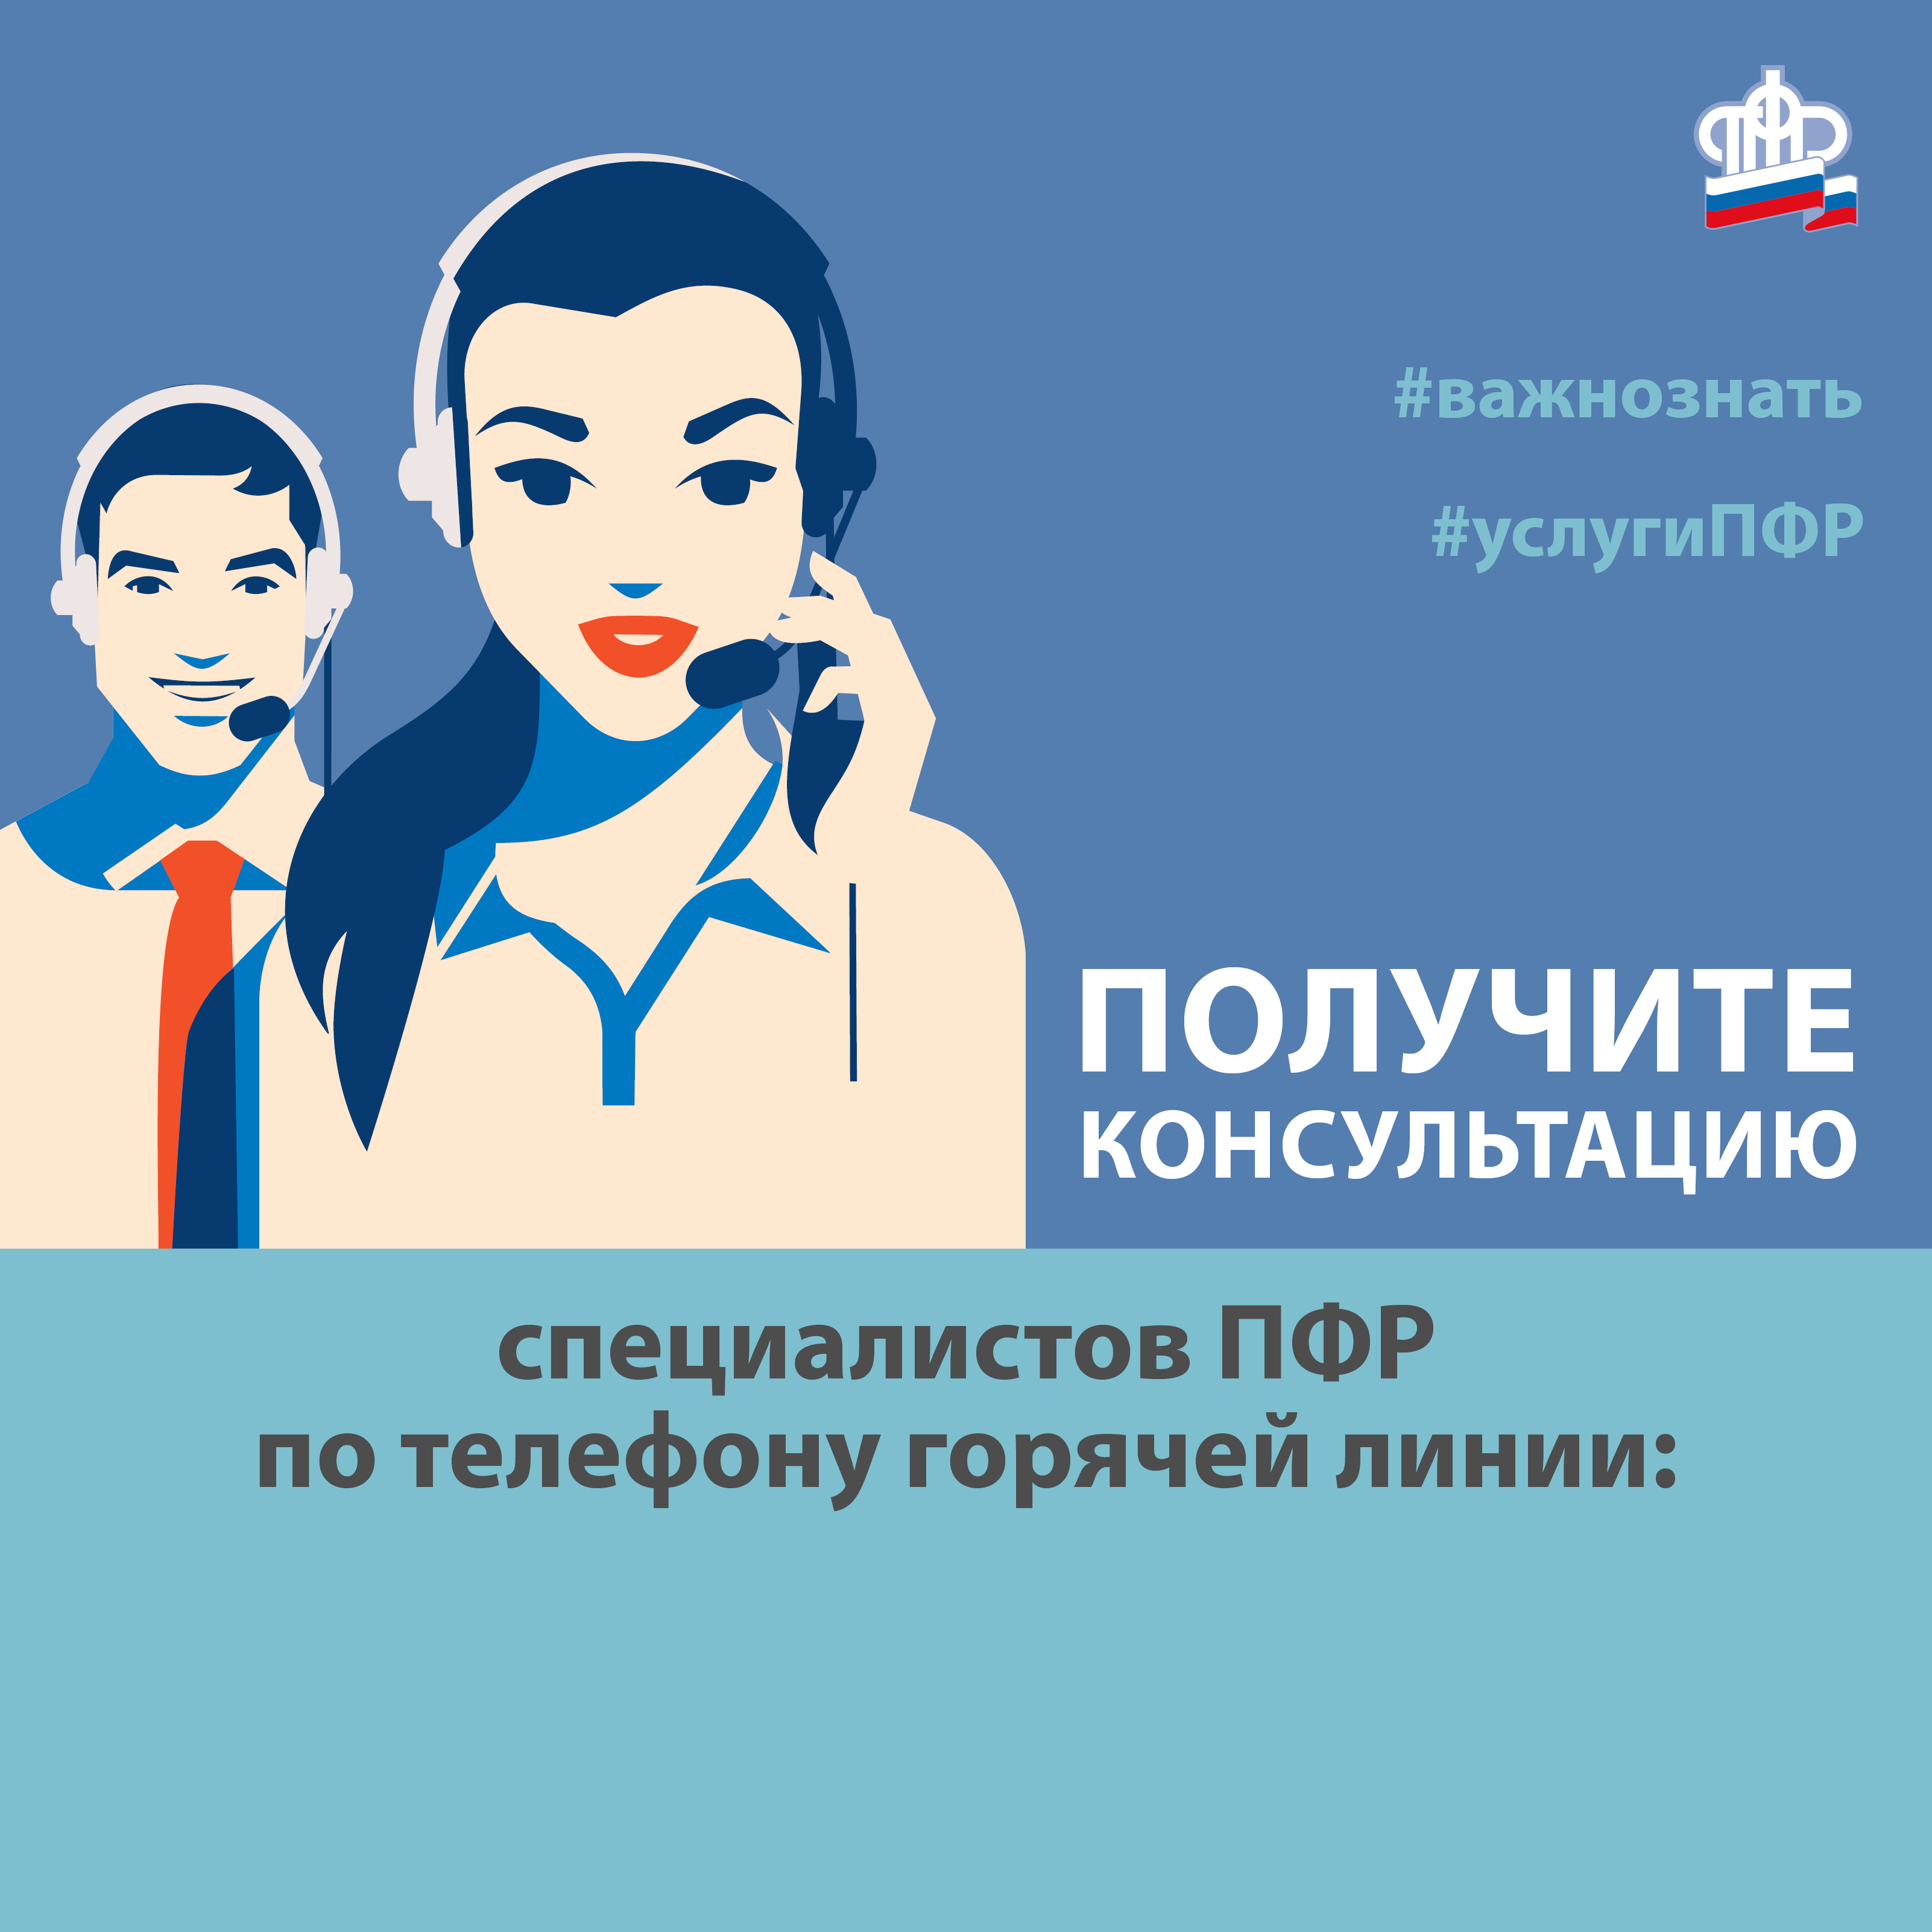 #важнознать
#услугиПФР
ПОЛУЧИТЕ
КОНСУЛЬТАЦИЮ
специалистов ПФР
по телефону горячей линии: